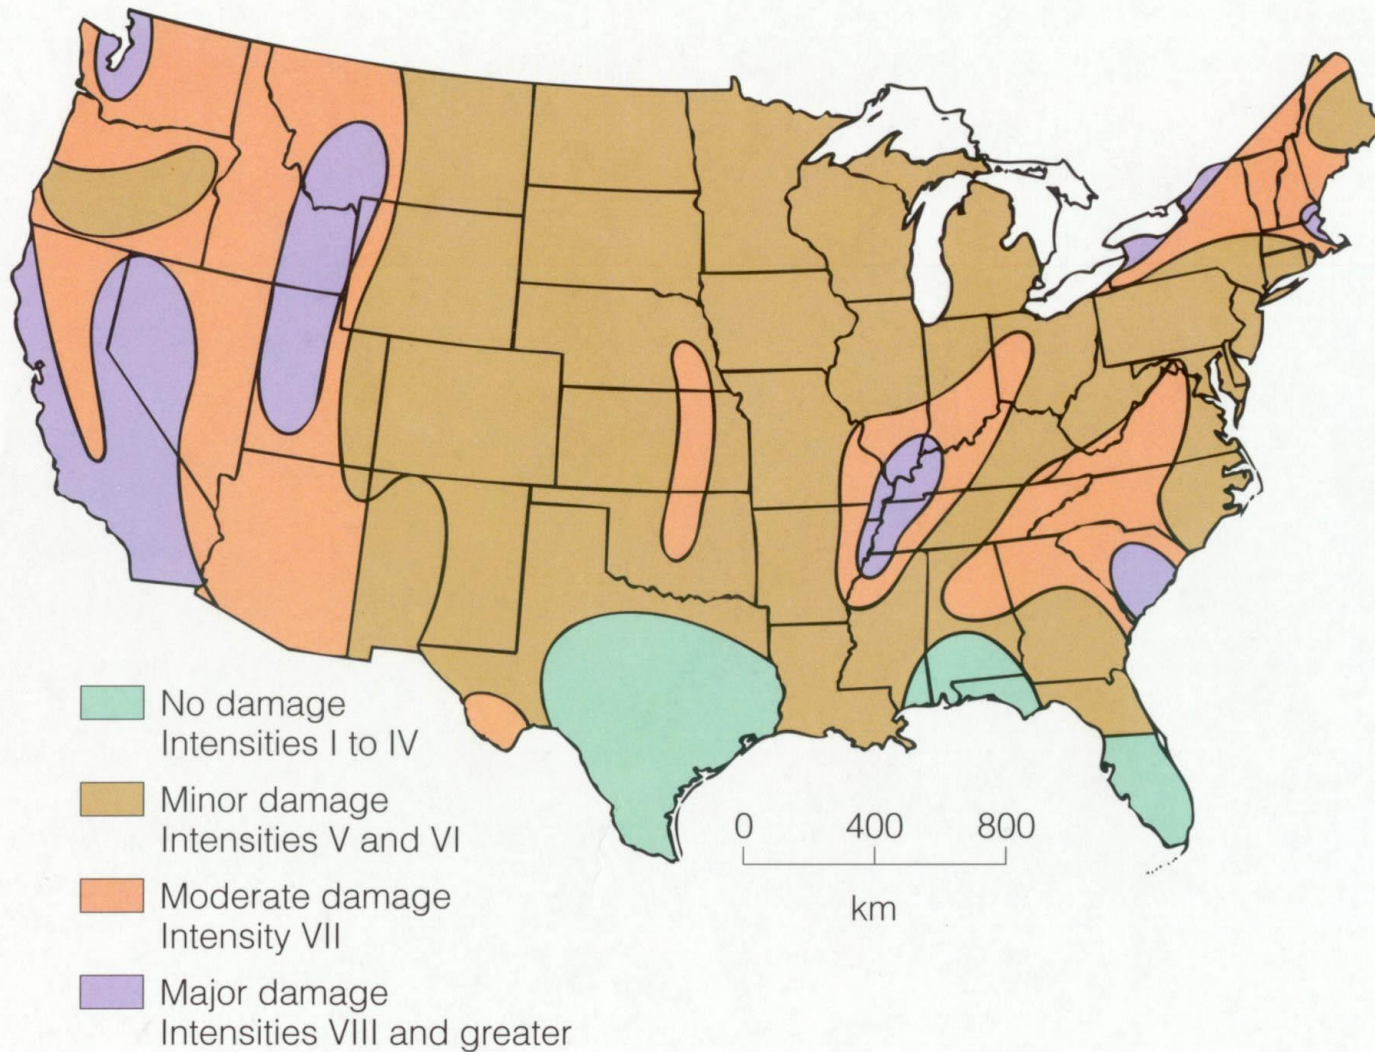 No damage
Intensities I to IV
Minor damage
Intensities V and VI
Moderate damage
Intensity VII
Major damage
Intensities VIII and greater
0 400 800
km